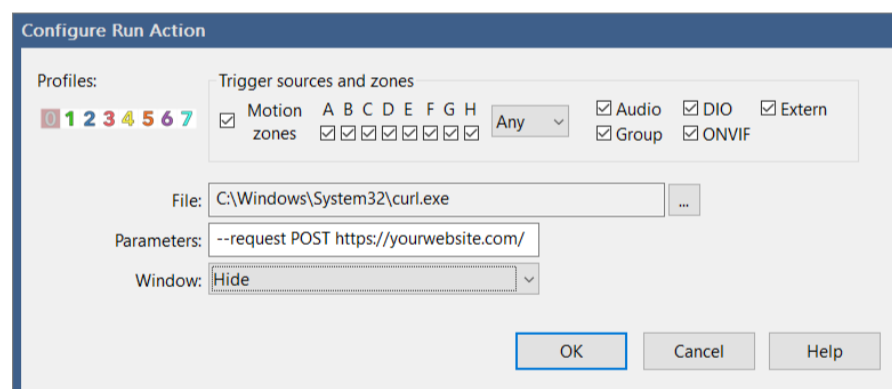 Configure Run Action
Profiles:
0 1 2 3 4 5 6 7
Trigger sources and zones
Motion zones
A B C D E F G H
Any
Audio
DIO
Extern
Group
ONVIF
File: C:\Windows\System32\curl.exe
...
Parameters: --request POST https://yourwebsite.com/
Window: Hide
OK
Cancel
Help